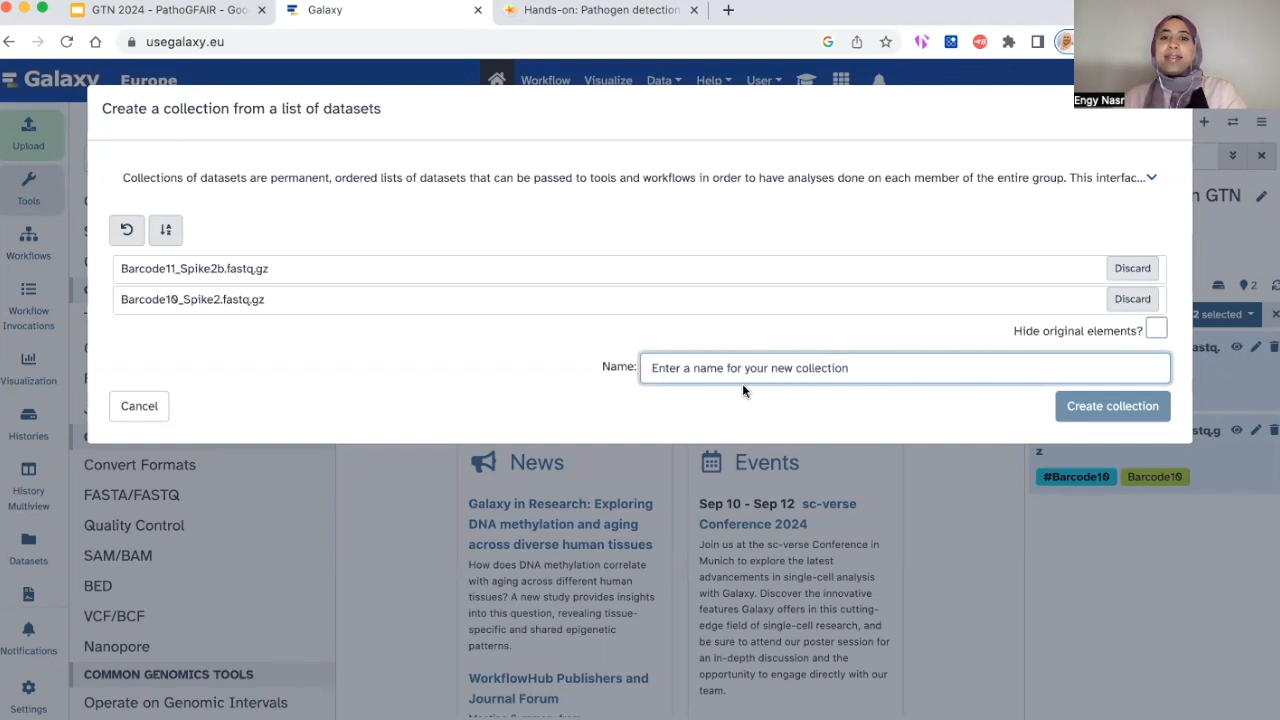 GTN 2024 - PathoGFAIR - Goo
Galaxy
Hands-on: Pathogen detection
usegalaxy.eu
Engy Nasr
Galaxy Europe
Workflow Visualize Data Help User
Create a collection from a list of datasets
Collections of datasets are permanent, ordered lists of datasets that can be passed to tools and workflows in order to have analyses done on each member of the entire group. This interfac...
Barcode11_Spike2b.fastq.gz
Discard
Barcode10_Spike2.fastq.gz
Discard
Hide original elements?
Name: Enter a name for your new collection
Cancel
Create collection
Upload
Tools
Workflows
Workflow
Invocations
Visualization
Histories
History
Multiview
Datasets
Notifications
Settings
Convert Formats
FASTA/FASTQ
Quality Control
SAM/BAM
BED
VCF/BCF
Nanopore
COMMON GENOMICS TOOLS
Operate on Genomic Intervals
News
Galaxy in Research: Exploring
DNA methylation and aging
across diverse human tissues
How does DNA methylation correlate
with aging across different human
tissues? A new study provides insights
into this question, revealing tissue-
specific and shared epigenetic
patterns.
WorkflowHub Publishers and
Journal Forum
Events
Sep 10 - Sep 12 sc-verse
Conference 2024
Join us at the sc-verse Conference in
Munich to explore the latest
advancements in single-cell analysis
with Galaxy. Discover the innovative
features Galaxy offers in this cutting-
edge field of single-cell research, and
be sure to attend our poster session for
an in-depth discussion and the
opportunity to engage directly with our
team.
n GTN
2
2 selected
astq.
stq.g
z
#Barcode10 Barcode10